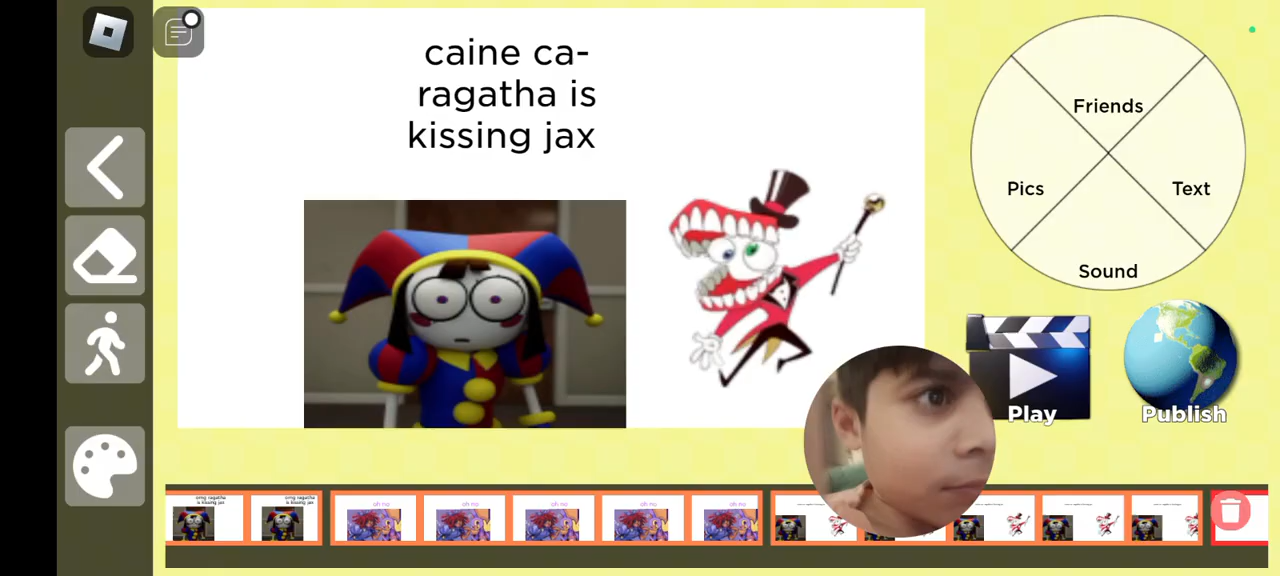 caine ca-
ragatha is
kissing jax
Friends
Pics
Text
Sound
Play
Publish
omg ragatha
is kissing jax
omg ragatha
is kissing jax
oh no
oh no
oh no
oh no
oh no